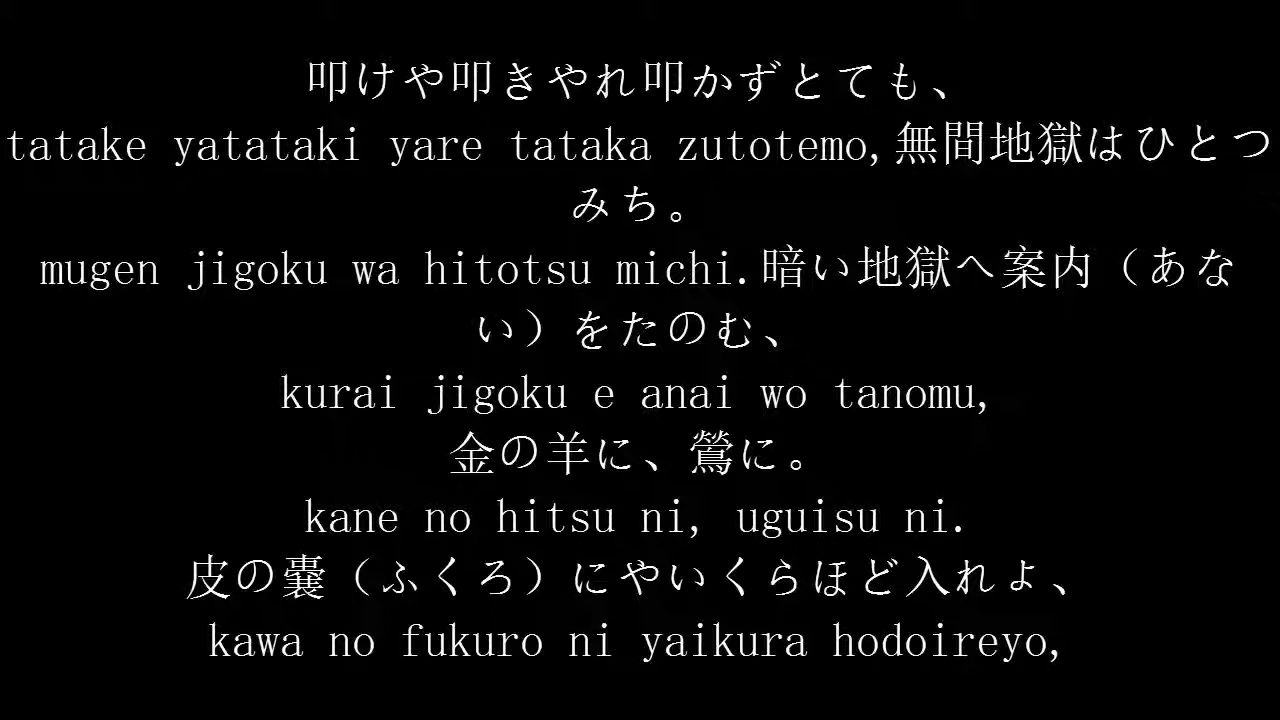 叩けや叩きやれ叩かずとても、
tatake yatataki yare tataka zutotemo,無間地獄はひとつ
みち。
mugen jigoku wa hitotsu michi.暗い地獄へ案内（あな
い）をたのむ、
kurai jigoku e anai wo tanomu,
金の羊に、鶯に。
kane no hitsu ni, uguisu ni.
皮の嚢（ふくろ）にやいくらほど入れょ、
kawa no fukuro ni yaikura hodoireyo,